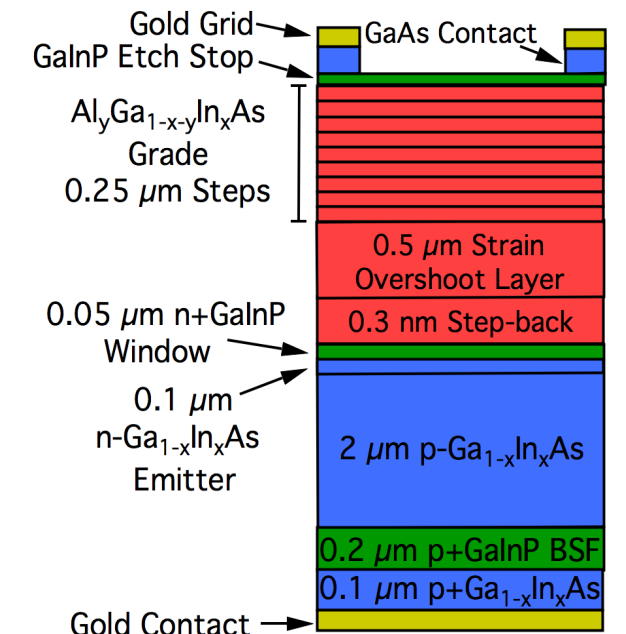 Gold Grid
GaAs Contact
GaInP Etch Stop
AlyGa1-x-yInxAs
Grade
0.25 µm Steps
0.5 µm Strain
Overshoot Layer
0.3 nm Step-back
0.05 µm n+GaInP
Window
0.1 µm
n-Ga1-xInxAs
Emitter
2 µm p-Ga1-xInxAs
0.2 µm p+GaInP BSF
0.1 µm p+Ga1-xInxAs
Gold Contact